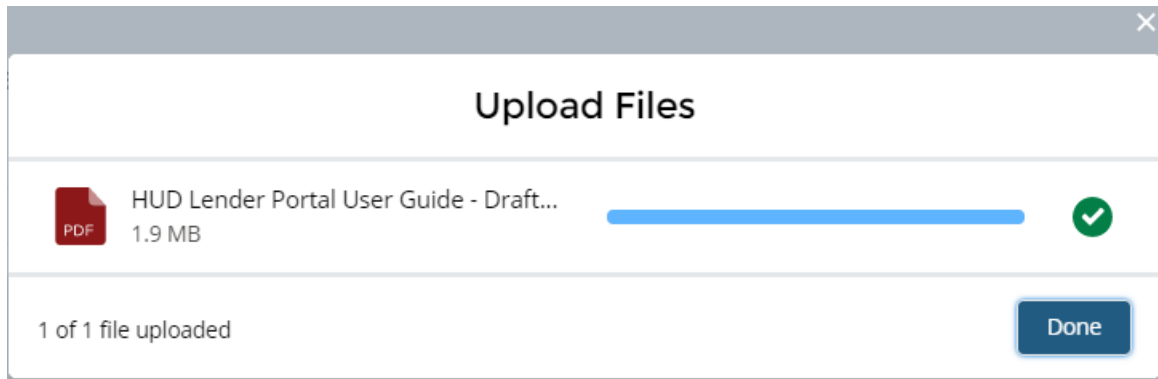 Upload Files
HUD Lender Portal User Guide - Draft...
PDF
1.9 MB
1 of 1 file uploaded
Done